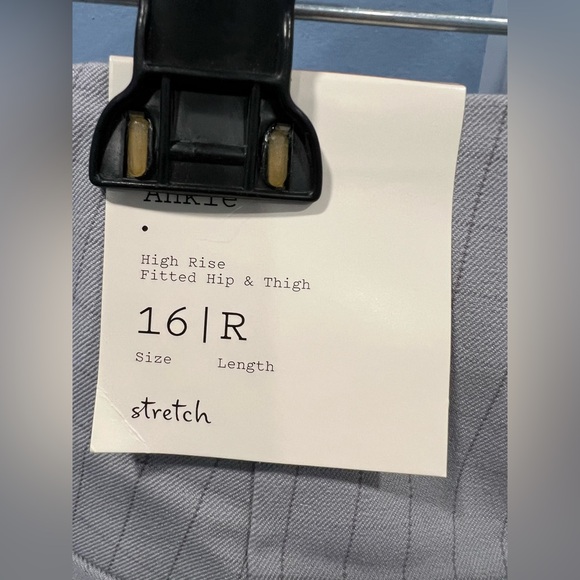 Ankle
•
High Rise
Fitted Hip & Thigh
16|R
Size Length
stretch